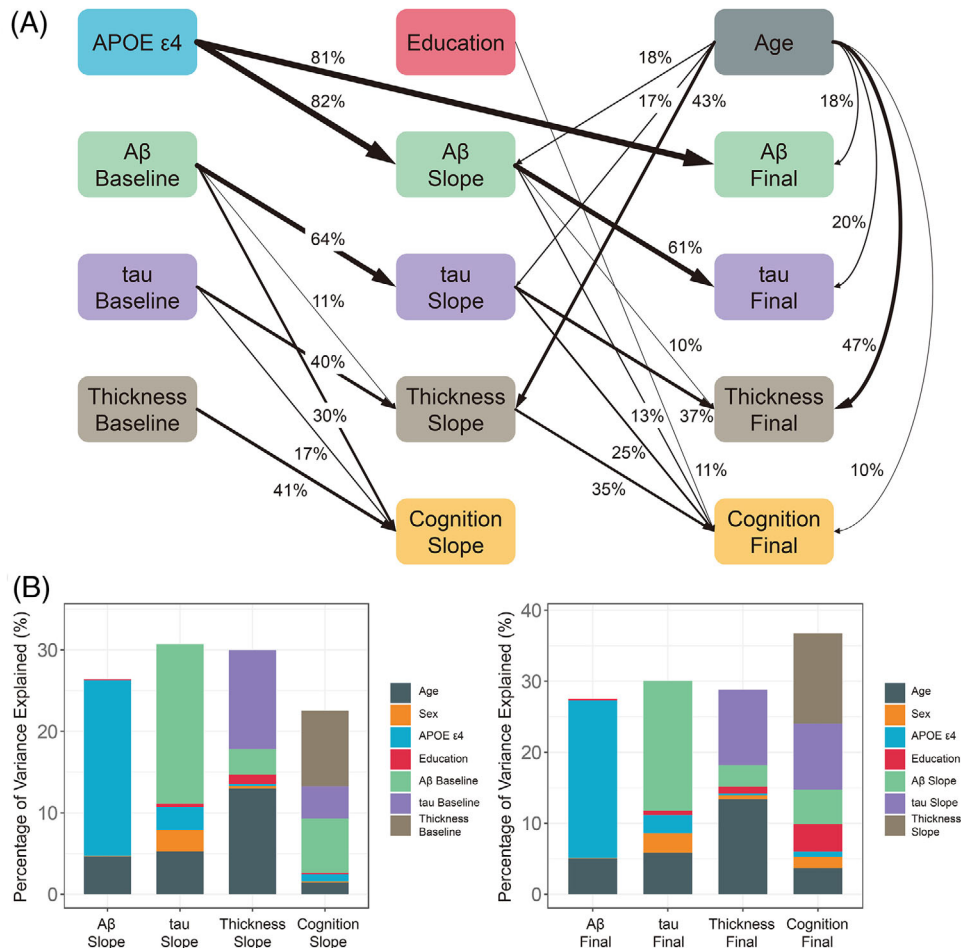 (A)
APOE ε4
Education
Age
81%
82%
18%
17%
43%
18%
Aβ
Baseline
Aβ
Slope
Aβ
Final
64%
61%
20%
tau
Baseline
tau
Slope
tau
Final
11%
40%
10%
47%
Thickness
Baseline
Thickness
Slope
Thickness
Final
30%
13%
37%
17%
25%
11%
10%
41%
35%
Cognition
Slope
Cognition
Final
(B)
Percentage of Variance Explained (%)
30
20
10
0
Aβ
Slope
tau
Slope
Thickness
Slope
Cognition
Slope
Age
Sex
APOE ε4
Education
Aβ Baseline
tau Baseline
Thickness
Baseline
Percentage of Variance Explained (%)
40
30
20
10
0
Aβ
Final
tau
Final
Thickness
Final
Cognition
Final
Age
Sex
APOE ε4
Education
Aβ Slope
tau Slope
Thickness
Slope